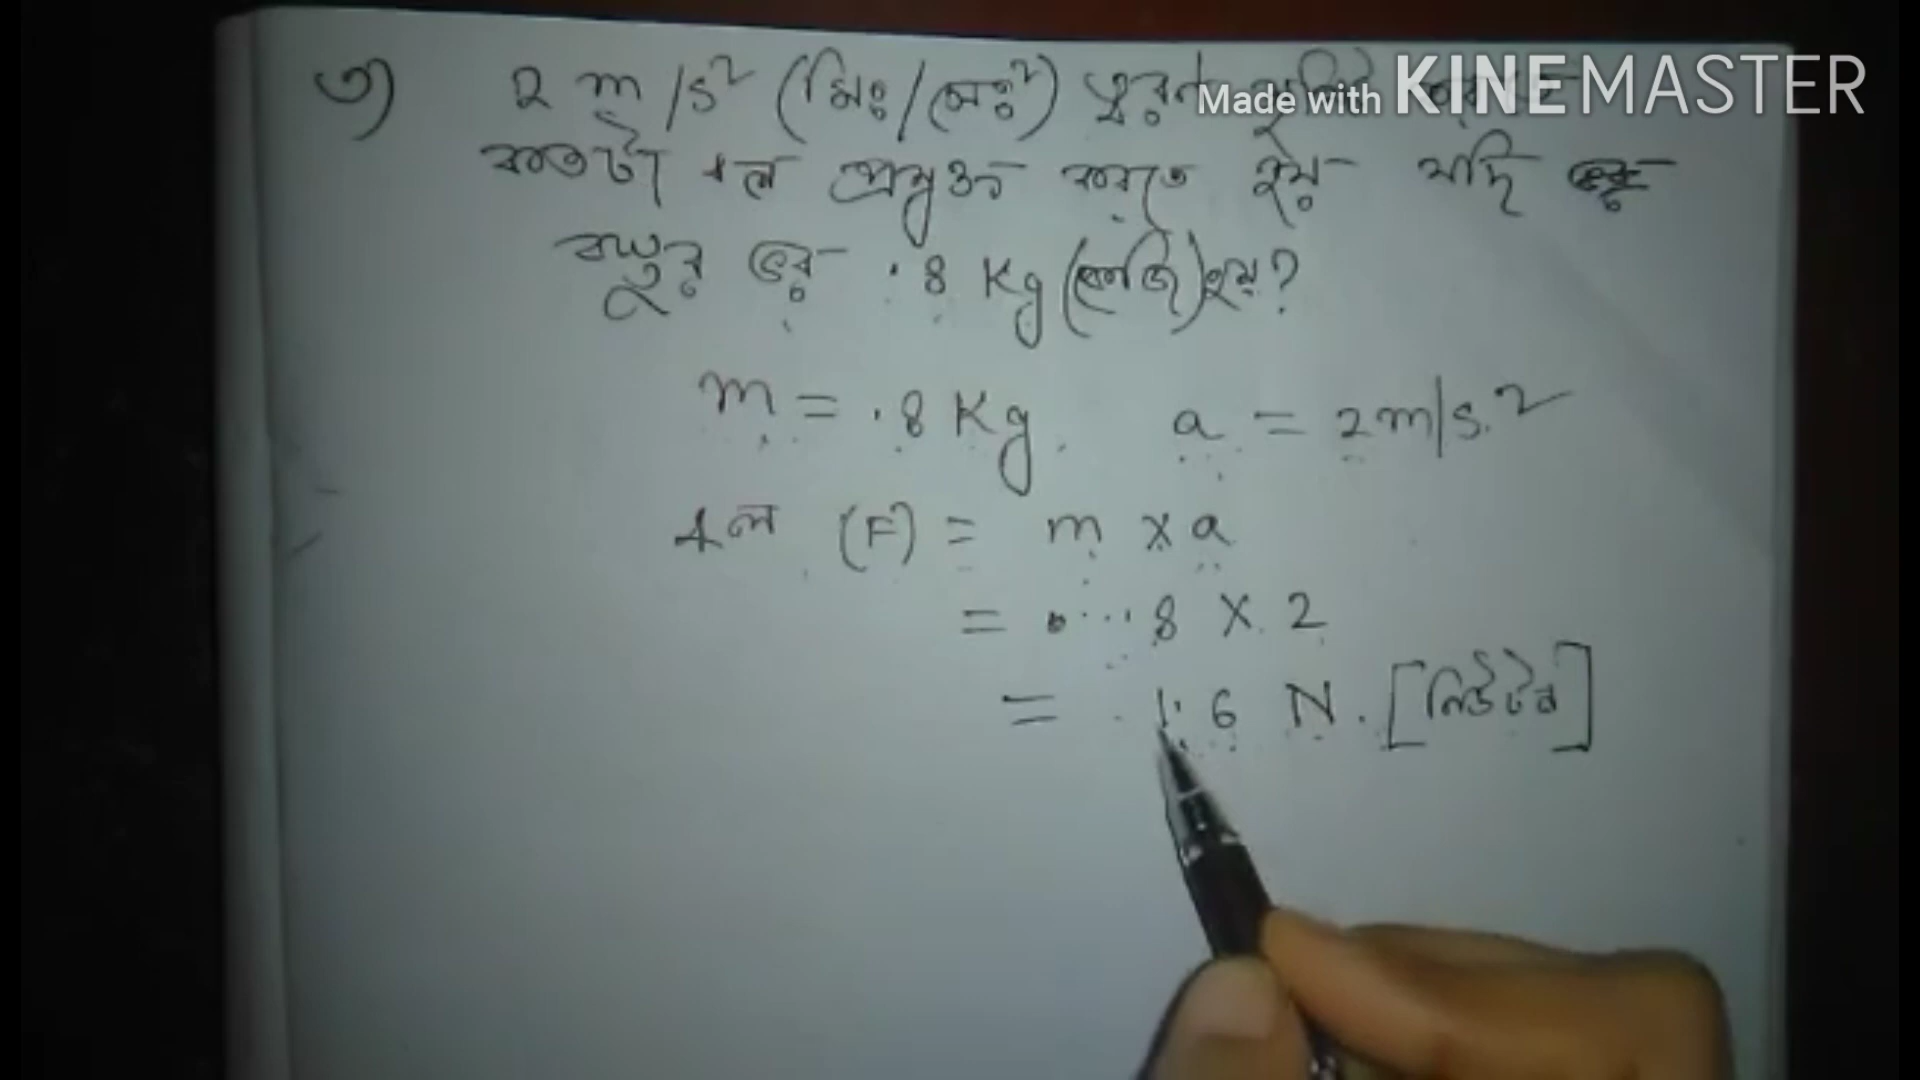 ৩) 2 m/s² (মিঃ/সেঃ²) ত্বরণ
Made with KINEMASTER
কতটা বল প্রযুক্ত করতে হয় যদি
বস্তুর ভর .8 Kg (কেজি) হয়?
m = .8 Kg. a = 2m/s.²
বল (F) = m x a
= .8 X 2
= 1.6 N. [নিউটন]